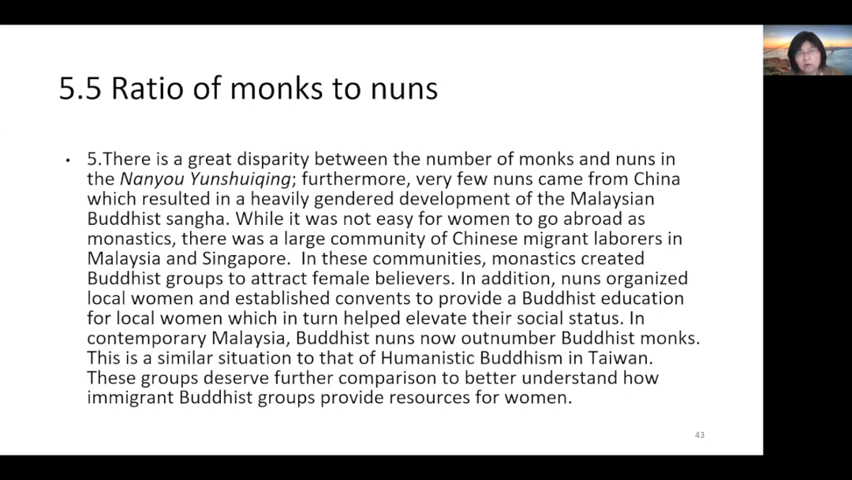 5.5 Ratio of monks to nuns
• 5.There is a great disparity between the number of monks and nuns in
the Nanyou Yunshuiqing; furthermore, very few nuns came from China
which resulted in a heavily gendered development of the Malaysian
Buddhist sangha. While it was not easy for women to go abroad as
monastics, there was a large community of Chinese migrant laborers in
Malaysia and Singapore.  In these communities, monastics created
Buddhist groups to attract female believers. In addition, nuns organized
local women and established convents to provide a Buddhist education
for local women which in turn helped elevate their social status. In
contemporary Malaysia, Buddhist nuns now outnumber Buddhist monks.
This is a similar situation to that of Humanistic Buddhism in Taiwan.
These groups deserve further comparison to better understand how
immigrant Buddhist groups provide resources for women.
43